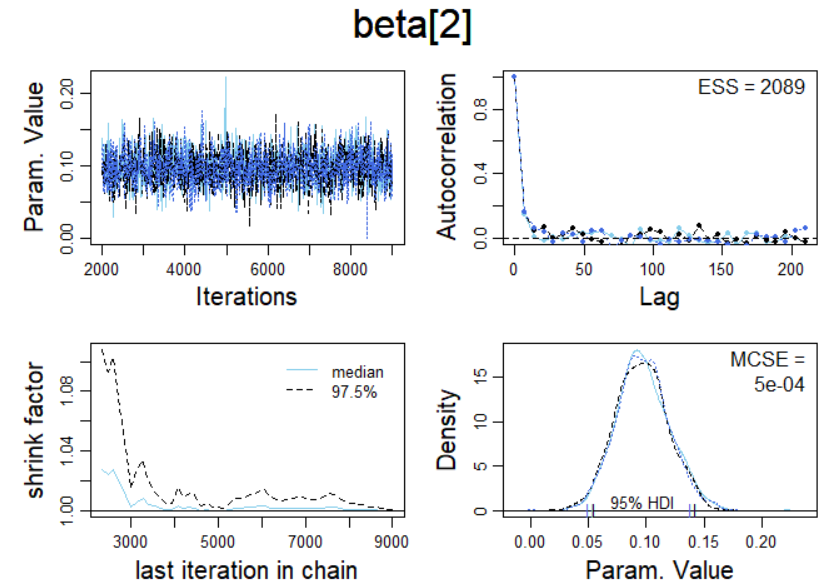 beta[2]
Param. Value
0.00
0.10
0.20
2000
4000
6000
8000
Iterations
Autocorrelation
0.0
0.4
0.8
ESS = 2089
0
50
100
150
200
Lag
shrink factor
1.00
1.04
1.08
median
97.5%
3000
5000
7000
9000
last iteration in chain
Density
0
5
10
15
MCSE =
5e-04
95% HDI
0.00
0.05
0.10
0.15
0.20
Param. Value